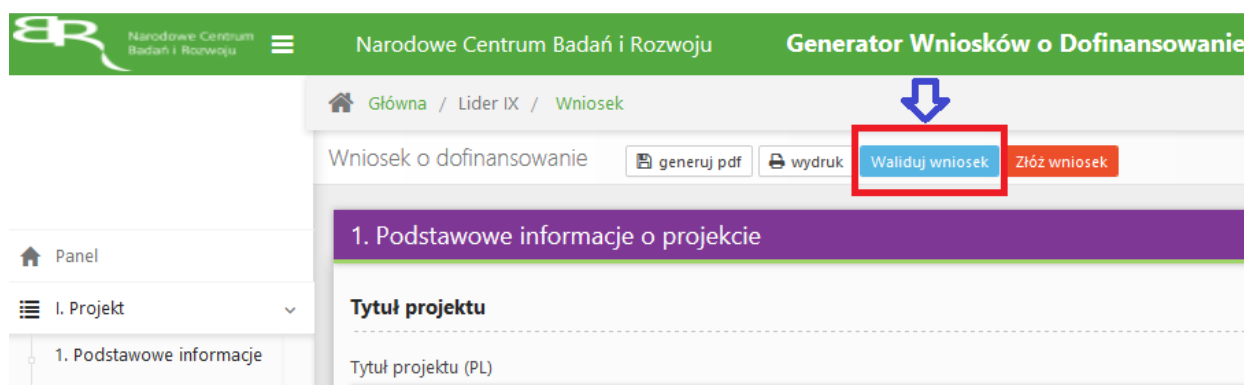 Narodowe Centrum
Badań i Rozwoju
Narodowe Centrum Badań i Rozwoju
Generator Wniosków o Dofinansowanie
Główna / Lider IX / Wniosek
Wniosek o dofinansowanie
generuj pdf
wydruk
Waliduj wniosek
Złóż wniosek
1. Podstawowe informacje o projekcie
Panel
I. Projekt
Tytuł projektu
1. Podstawowe informacje
Tytuł projektu (PL)